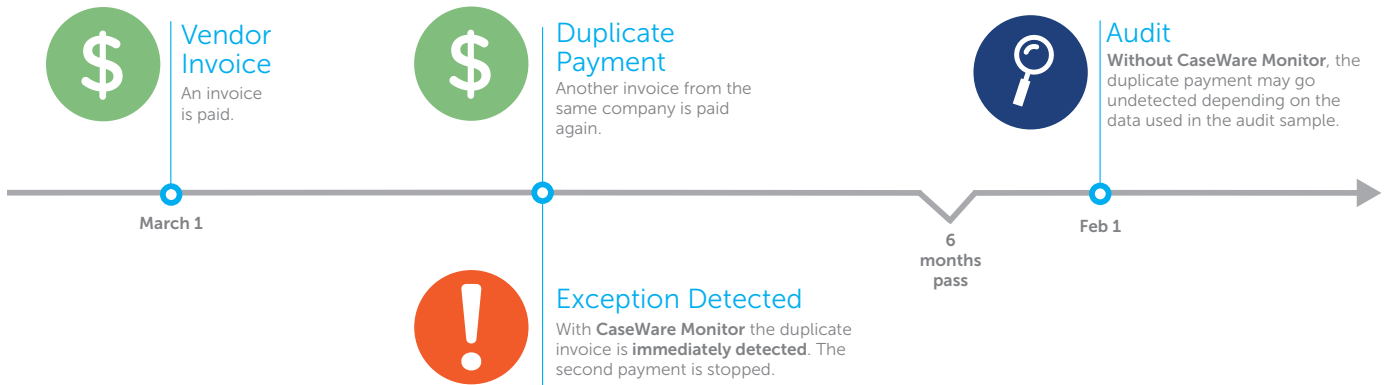 Vendor
Invoice
An invoice
is paid.
Duplicate
Payment
Another invoice from the
same company is paid
again.
Audit
Without CaseWare Monitor, the
duplicate payment may go
undetected depending on the
data used in the audit sample.
March 1
6
months
pass
Feb 1
Exception Detected
With CaseWare Monitor the duplicate
invoice is immediately detected. The
second payment is stopped.